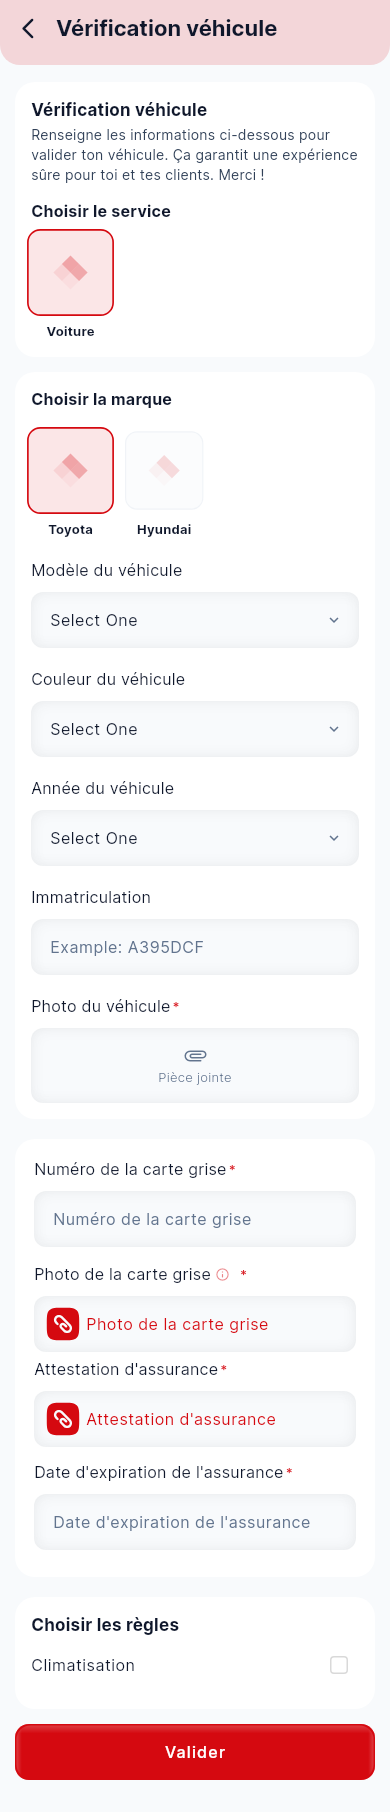 Vérification véhicule
Vérification véhicule
Renseigne les informations ci-dessous pour
valider ton véhicule. Ça garantit une expérience
sûre pour toi et tes clients. Merci !
Choisir le service
Voiture
Choisir la marque
Toyota Hyundai
Modèle du véhicule
Select One
Couleur du véhicule
Select One
Année du véhicule
Select One
Immatriculation
Example: A395DCF
Photo du véhicule*
Pièce jointe
Numéro de la carte grise*
Numéro de la carte grise
Photo de la carte grise *
Photo de la carte grise
Attestation d'assurance*
Attestation d'assurance
Date d'expiration de l'assurance*
Date d'expiration de l'assurance
Choisir les règles
Climatisation
Valider